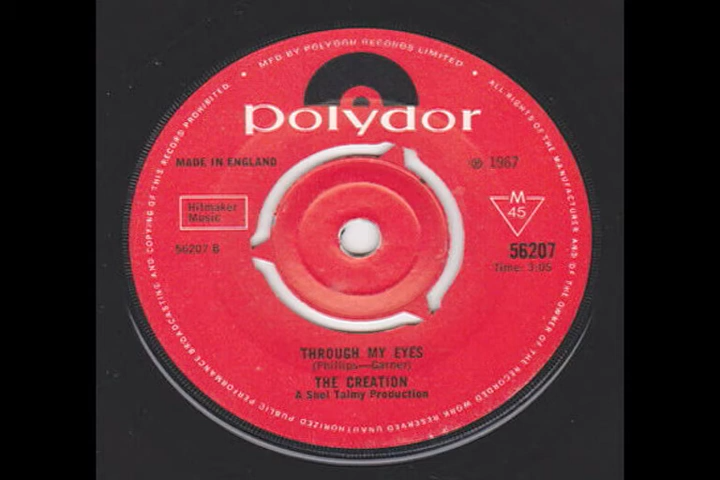 MFD BY POLYDOR RECORDS LIMITED
ALL RIGHTS OF THE MANUFACTURER AND OF THE OWNER OF THE RECORDED WORK RESERVED UNAUTHORIZED PUBLIC PERFORMANCE BROADCASTING AND COPYING OF THIS RECORD PROHIBITED.
polydor
MADE IN ENGLAND
℗ 1967
Hitmaker
Music
M
45
56207 B
56207
Time: 3.05
THROUGH MY EYES
(Phillips—Garner)
THE CREATION
A Shel Talmy Production